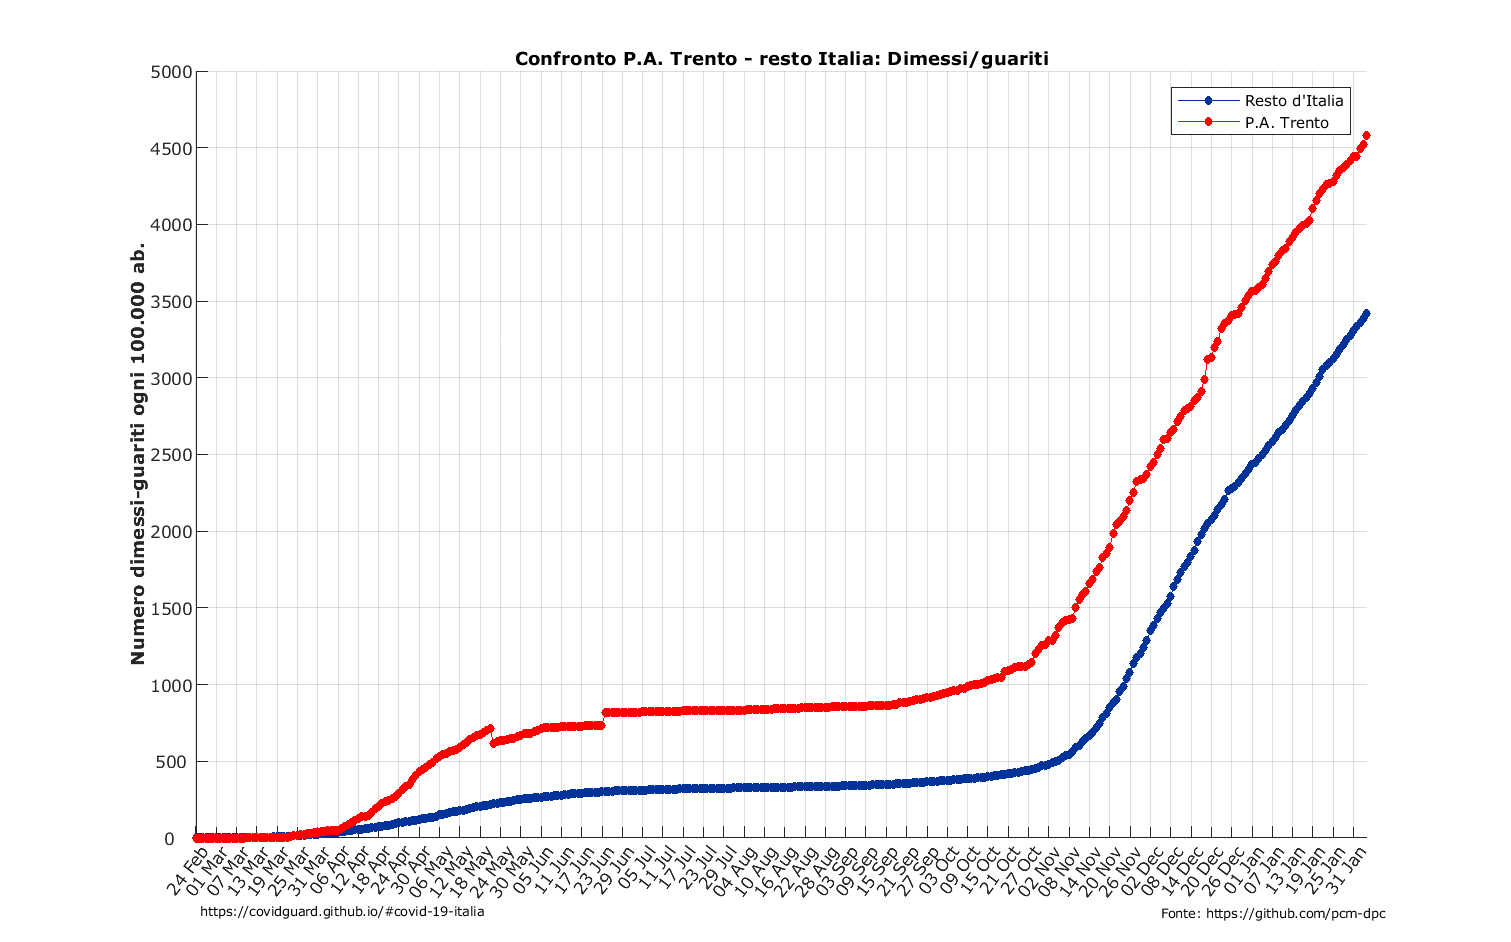 Confronto P.A. Trento - resto Italia: Dimessi/guariti
Resto d'Italia
P.A. Trento
Numero dimessi-guariti ogni 100.000 ab.
5000
4500
4000
3500
3000
2500
2000
1500
1000
500
0
24 Feb
01 Mar
07 Mar
13 Mar
19 Mar
25 Mar
31 Mar
06 Apr
12 Apr
18 Apr
24 Apr
30 Apr
06 May
12 May
18 May
24 May
30 May
05 Jun
11 Jun
17 Jun
23 Jun
29 Jun
05 Jul
11 Jul
17 Jul
23 Jul
29 Jul
04 Aug
10 Aug
16 Aug
22 Aug
28 Aug
03 Sep
09 Sep
15 Sep
21 Sep
27 Sep
03 Oct
09 Oct
15 Oct
21 Oct
27 Oct
02 Nov
08 Nov
14 Nov
20 Nov
26 Nov
02 Dec
08 Dec
14 Dec
20 Dec
26 Dec
01 Jan
07 Jan
13 Jan
19 Jan
25 Jan
31 Jan
https://covidguard.github.io/#covid-19-italia
Fonte: https://github.com/pcm-dpc